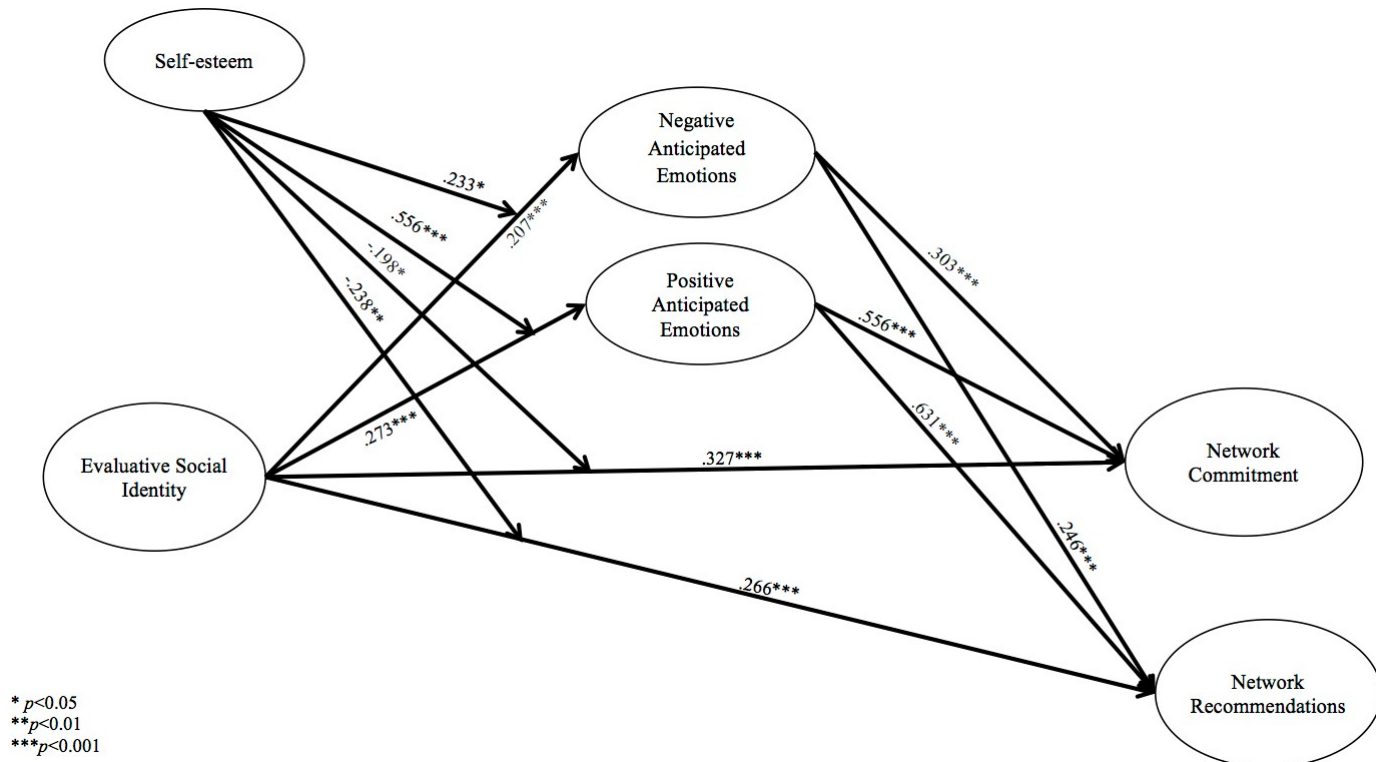 Self-esteem
Negative
Anticipated
Emotions
.233*
.556***
.207***
-.198*
-.238**
.303***
Positive
Anticipated
Emotions
.556***
.273***
.631***
Evaluative Social
Identity
.327***
Network
Commitment
.246***
.266***
Network
Recommendations
* p<0.05
**p<0.01
***p<0.001